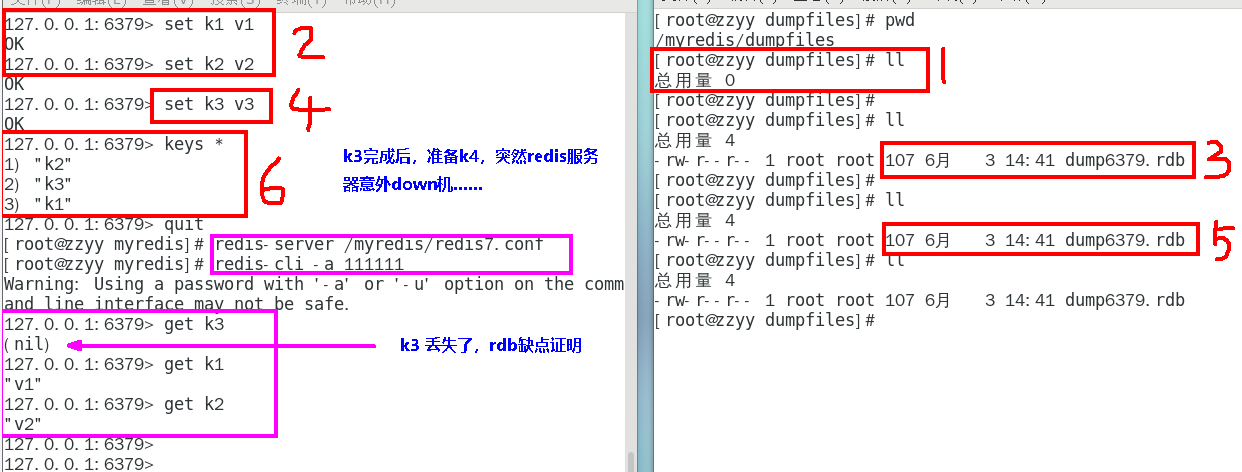 127.0.0.1:6379> set k1 v1
OK
127.0.0.1:6379> set k2 v2
OK
127.0.0.1:6379> set k3 v3
OK
127.0.0.1:6379> keys *
1) "k2"
2) "k3"
3) "k1"
127.0.0.1:6379> quit
[root@zzyy myredis]# redis-server /myredis/redis7.conf
[root@zzyy myredis]# redis-cli -a 111111
Warning: Using a password with '-a' or '-u' option on the comm
and line interface may not be safe.
127.0.0.1:6379> get k3
(nil)
127.0.0.1:6379> get k1
"v1"
127.0.0.1:6379> get k2
"v2"
127.0.0.1:6379>
127.0.0.1:6379>
2
4
6
k3完成后，准备k4，突然redis服务
器意外down机......
k3 丢失了，rdb缺点证明
[root@zzyy dumpfiles]# pwd
/myredis/dumpfiles
[root@zzyy dumpfiles]# ll
总用量 0
[root@zzyy dumpfiles]#
[root@zzyy dumpfiles]# ll
总用量 4
-rw-r--r-- 1 root root 107 6月 3 14:41 dump6379.rdb
[root@zzyy dumpfiles]#
[root@zzyy dumpfiles]# ll
总用量 4
-rw-r--r-- 1 root root 107 6月 3 14:41 dump6379.rdb
[root@zzyy dumpfiles]# ll
总用量 4
-rw-r--r-- 1 root root 107 6月 3 14:41 dump6379.rdb
[root@zzyy dumpfiles]#
1
3
5